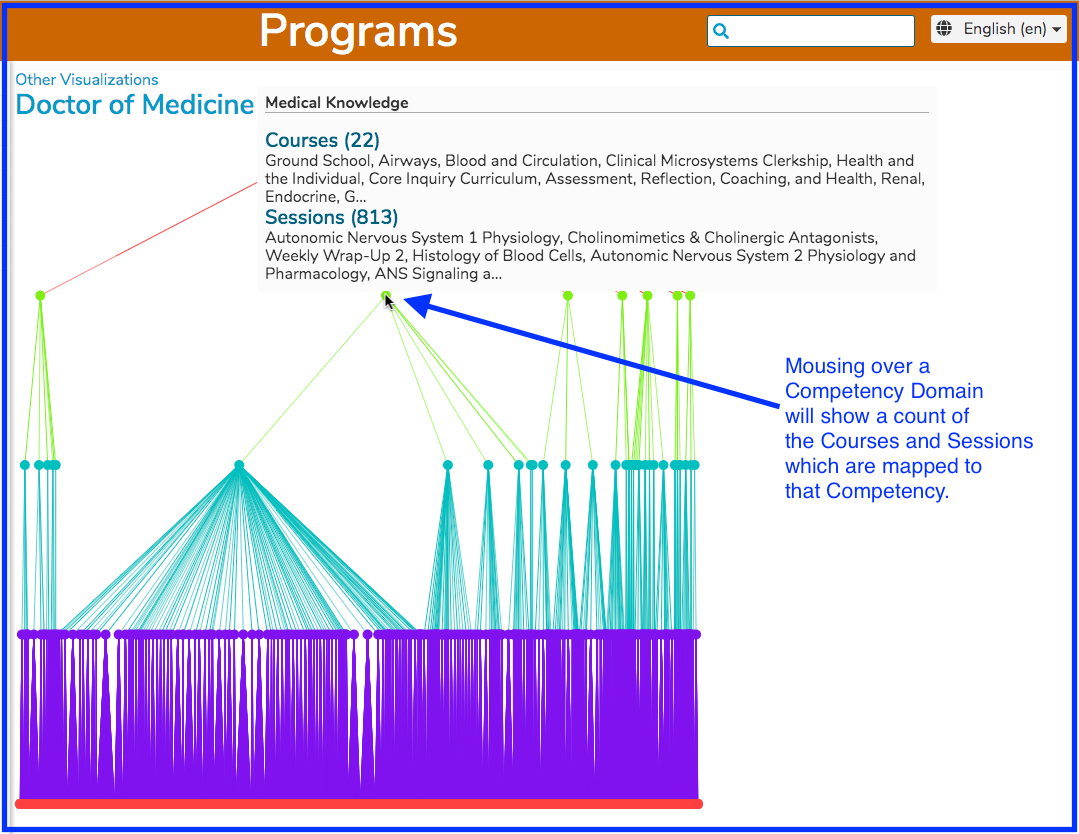 Programs
English (en)
Other Visualizations
Doctor of Medicine
Medical Knowledge
Courses (22)
Ground School, Airways, Blood and Circulation, Clinical Microsystems Clerkship, Health and
the Individual, Core Inquiry Curriculum, Assessment, Reflection, Coaching, and Health, Renal,
Endocrine, G...
Sessions (813)
Autonomic Nervous System 1 Physiology, Cholinomimetics & Cholinergic Antagonists,
Weekly Wrap-Up 2, Histology of Blood Cells, Autonomic Nervous System 2 Physiology and
Pharmacology, ANS Signaling a...
Mousing over a
Competency Domain
will show a count of
the Courses and Sessions
which are mapped to
that Competency.